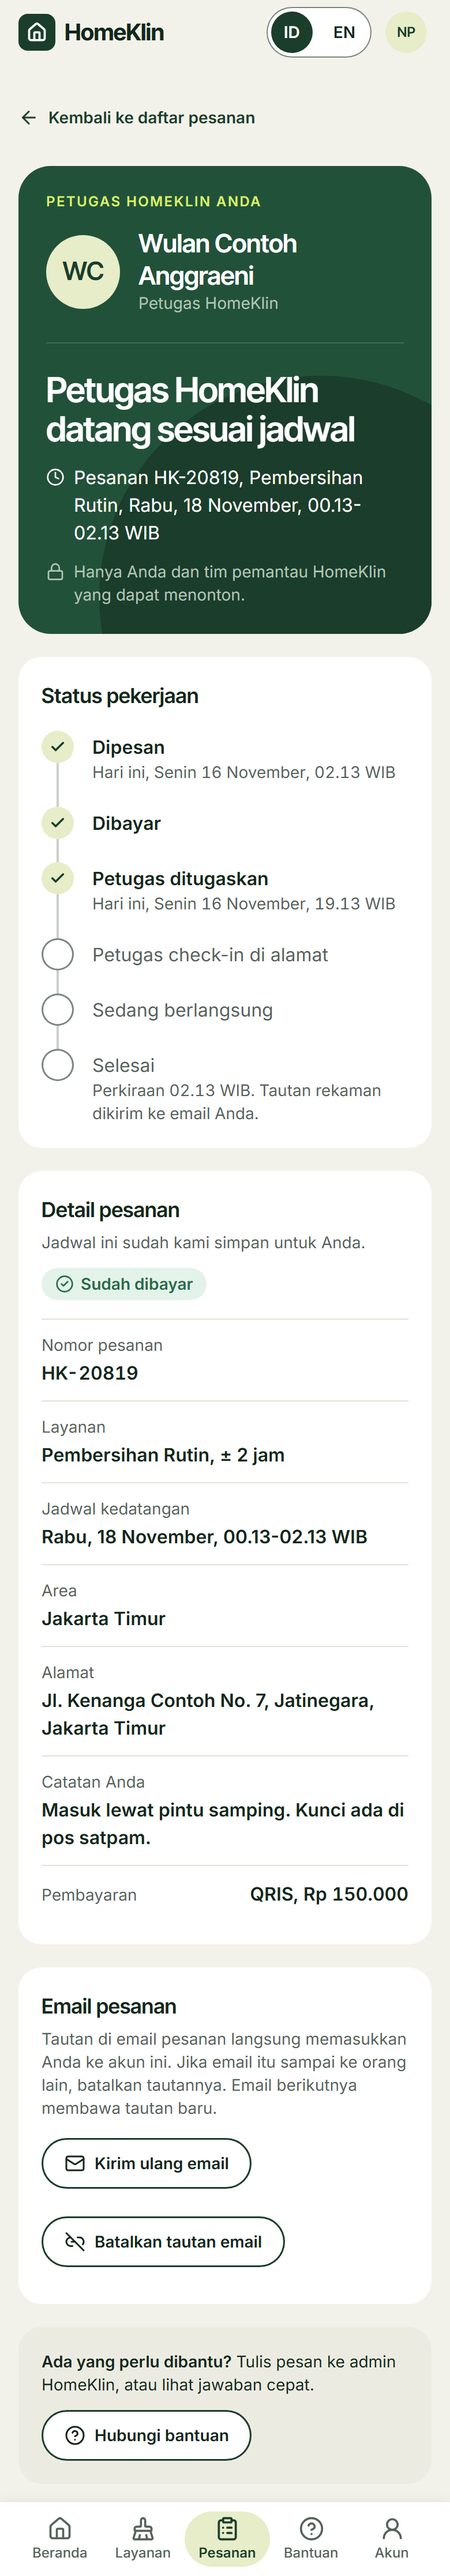 HomeKlin
ID
EN
NP
Kembali ke daftar pesanan
PETUGAS HOMEKLIN ANDA
WC
Wulan Contoh
Anggraeni
Petugas HomeKlin
Petugas HomeKlin
datang sesuai jadwal
Pesanan HK-20819, Pembersihan
Rutin, Rabu, 18 November, 00.13-
02.13 WIB
Hanya Anda dan tim pemantau HomeKlin
yang dapat menonton.
Status pekerjaan
Dipesan
Hari ini, Senin 16 November, 02.13 WIB
Dibayar
Petugas ditugaskan
Hari ini, Senin 16 November, 19.13 WIB
Petugas check-in di alamat
Sedang berlangsung
Selesai
Perkiraan 02.13 WIB. Tautan rekaman
dikirim ke email Anda.
Detail pesanan
Jadwal ini sudah kami simpan untuk Anda.
Sudah dibayar
Nomor pesanan
HK-20819
Layanan
Pembersihan Rutin, ± 2 jam
Jadwal kedatangan
Rabu, 18 November, 00.13-02.13 WIB
Area
Jakarta Timur
Alamat
Jl. Kenanga Contoh No. 7, Jatinegara,
Jakarta Timur
Catatan Anda
Masuk lewat pintu samping. Kunci ada di
pos satpam.
Pembayaran
QRIS, Rp 150.000
Email pesanan
Tautan di email pesanan langsung memasukkan
Anda ke akun ini. Jika email itu sampai ke orang
lain, batalkan tautannya. Email berikutnya
membawa tautan baru.
Kirim ulang email
Batalkan tautan email
Ada yang perlu dibantu? Tulis pesan ke admin
HomeKlin, atau lihat jawaban cepat.
Hubungi bantuan
Beranda
Layanan
Pesanan
Bantuan
Akun